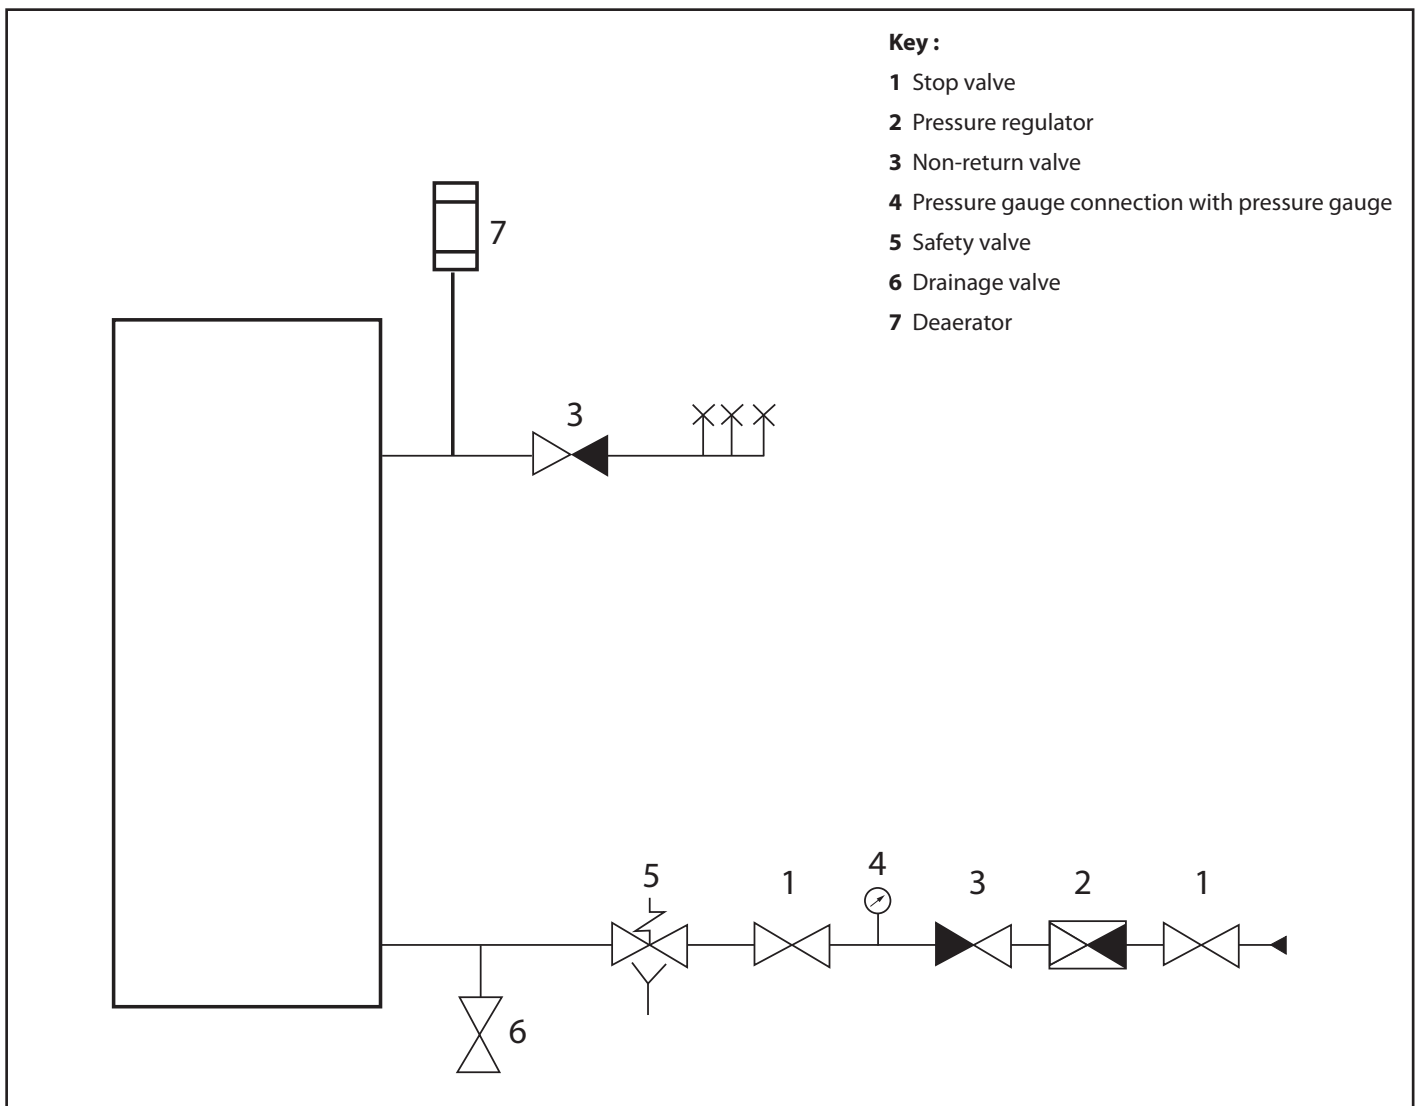 Key :
1 Stop valve
2 Pressure regulator
3 Non-return valve
4 Pressure gauge connection with pressure gauge
5 Safety valve
6 Drainage valve
7 Deaerator
7
3
5
1
4
3
2
1
6